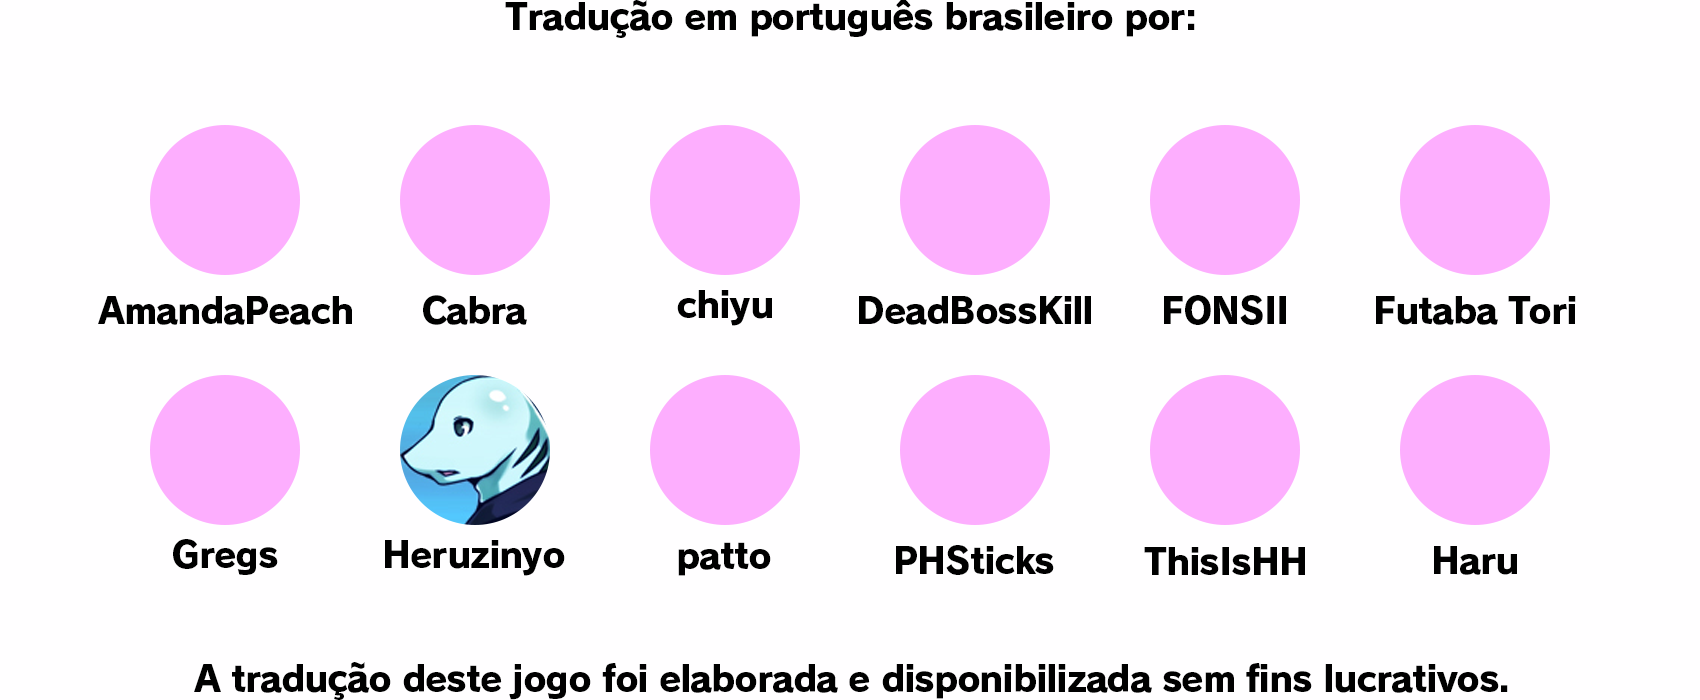 Tradução em português brasileiro por:
AmandaPeach Cabra chiyu DeadBossKill FONSII Futaba Tori
Gregs Heruzinyo patto PHSticks ThisIsHH Haru
A tradução deste jogo foi elaborada e disponibilizada sem fins lucrativos.